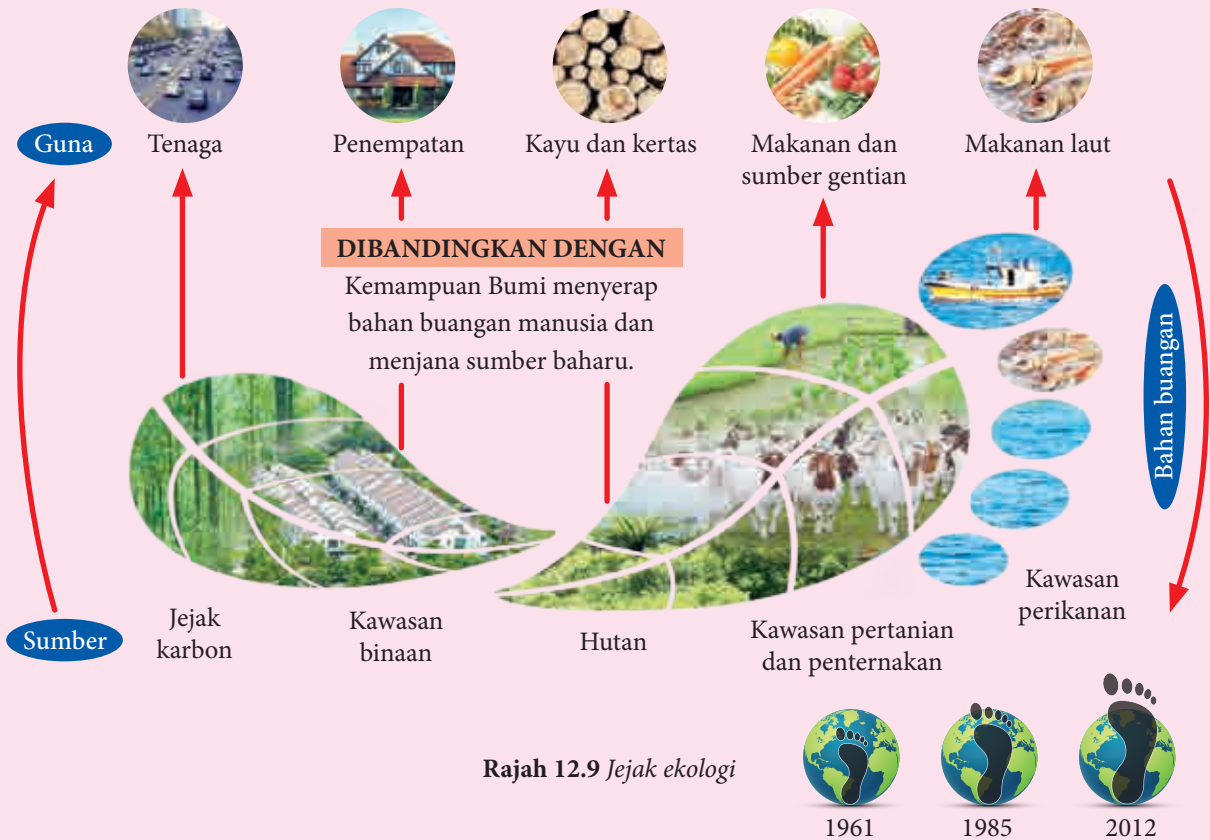 Guna
Tenaga
Penempatan
Kayu dan kertas
Makanan dan
sumber gentian
Makanan laut
DIBANDINGKAN DENGAN
Kemampuan Bumi menyerap
bahan buangan manusia dan
menjana sumber baharu.
Bahan buangan
Sumber
Jejak
karbon
Kawasan
binaan
Hutan
Kawasan pertanian
dan penternakan
Kawasan
perikanan
Rajah 12.9 Jejak ekologi
1961
1985
2012